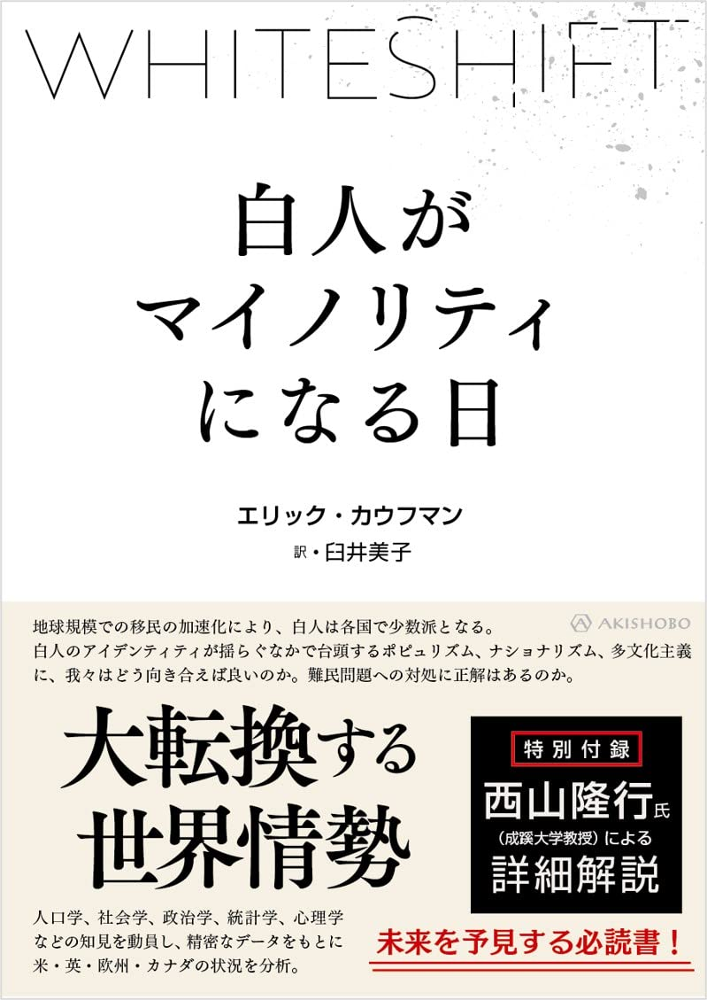 WHITESHIFT
白人が
マイノリティ
になる日
エリック・カウフマン
訳・臼井美子
地球規模での移民の加速化により、白人は各国で少数派となる。
白人のアイデンティティが揺らぐなかで台頭するポピュリズム、ナショナリズム、多文化主義
に、我々はどう向き合えば良いのか。難民問題への対処に正解はあるのか。
AKISHOBO
大転換する
世界情勢
特別付録
西山隆行氏
(成蹊大学教授)による
詳細解説
人口学、社会学、政治学、統計学、心理学
などの知見を動員し、精密なデータをもとに
米・英・欧州・カナダの状況を分析。
未来を予見する必読書！